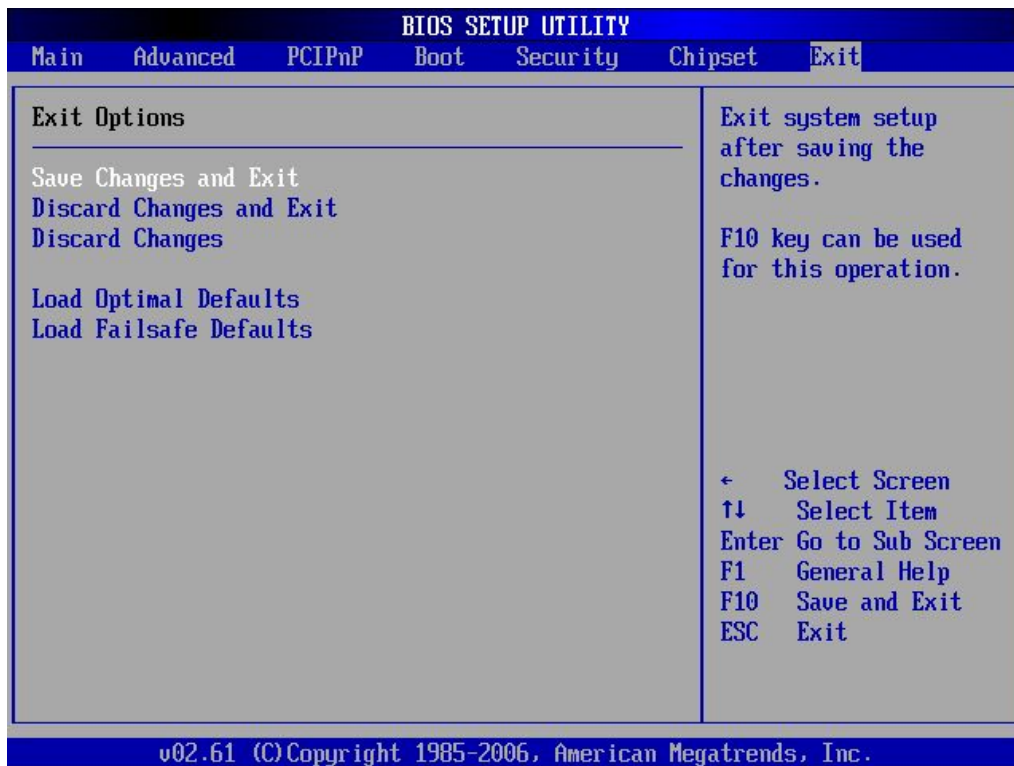 BIOS SETUP UTILITY
Main Advanced PCIPnP Boot Security Chipset Exit
Exit Options
Save Changes and Exit
Discard Changes and Exit
Discard Changes
Load Optimal Defaults
Load Failsafe Defaults
Exit system setup
after saving the
changes.
F10 key can be used
for this operation.
← Select Screen
↑↓ Select Item
Enter Go to Sub Screen
F1 General Help
F10 Save and Exit
ESC Exit
v02.61 (C)Copyright 1985-2006, American Megatrends, Inc.